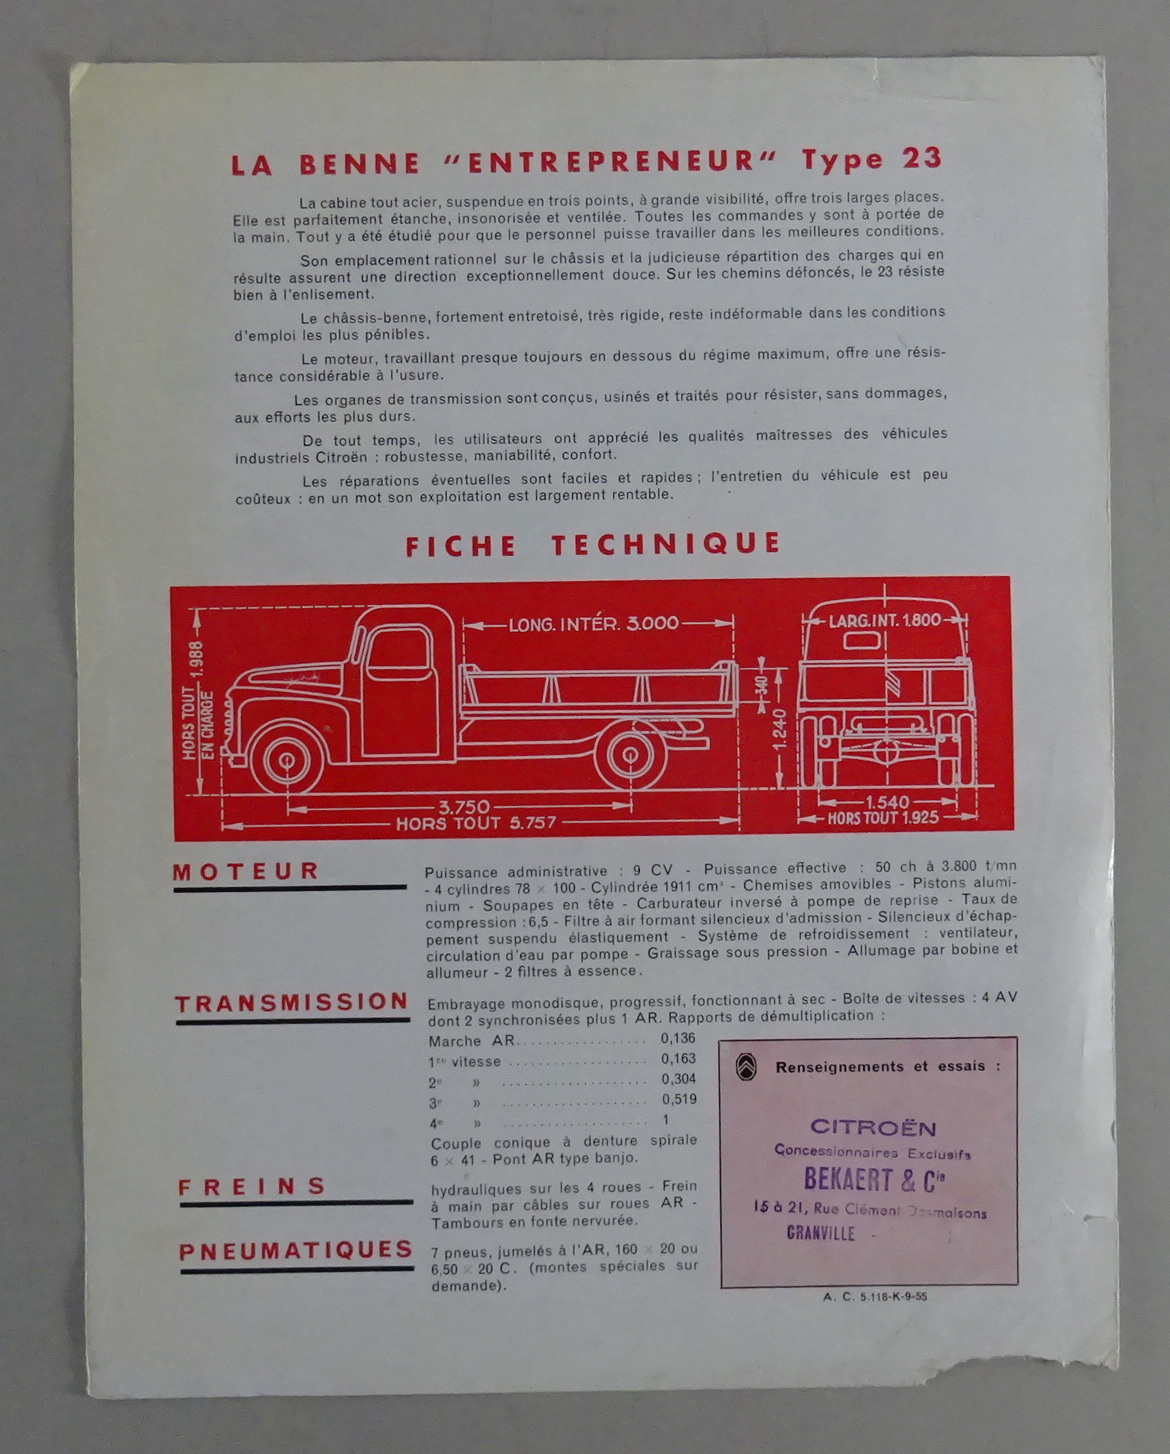 LA BENNE "ENTREPRENEUR" Type 23
La cabine tout acier, suspendue en trois points, à grande visibilité, offre trois larges places.
Elle est parfaitement étanche, insonorisée et ventilée. Toutes les commandes y sont à portée de
la main. Tout y a été étudié pour que le personnel puisse travailler dans les meilleures conditions.
Son emplacement rationnel sur le châssis et la judicieuse répartition des charges qui en
résulte assurent une direction exceptionnellement douce. Sur les chemins défoncés, le 23 résiste
bien à l'enlisement.
Le châssis-benne, fortement entretoisé, très rigide, reste indéformable dans les conditions
d'emploi les plus pénibles.
Le moteur, travaillant presque toujours en dessous du régime maximum, offre une résis-
tance considérable à l'usure.
Les organes de transmission sont conçus, usinés et traités pour résister, sans dommages,
aux efforts les plus durs.
De tout temps, les utilisateurs ont apprécié les qualités maîtresses des véhicules
industriels Citroën : robustesse, maniabilité, confort.
Les réparations éventuelles sont faciles et rapides ; l'entretien du véhicule est peu
coûteux : en un mot son exploitation est largement rentable.
FICHE TECHNIQUE
HORS TOUT
EN CHARGE
1.988
LONG. INTÉR. 3.000
340
1.240
LARG.INT. 1.800
3.750
HORS TOUT 5.757
1.540
HORS TOUT 1.925
MOTEUR
Puissance administrative : 9 CV - Puissance effective : 50 ch à 3.800 t/mn
- 4 cylindres 78 × 100 - Cylindrée 1911 cm³ - Chemises amovibles - Pistons alumi-
nium - Soupapes en tête - Carburateur inversé à pompe de reprise - Taux de
compression : 6,5 - Filtre à air formant silencieux d'admission - Silencieux d'échap-
pement suspendu élastiquement - Système de refroidissement : ventilateur,
circulation d'eau par pompe - Graissage sous pression - Allumage par bobine et
allumeur - 2 filtres à essence.
TRANSMISSION
Embrayage monodisque, progressif, fonctionnant à sec - Boîte de vitesses : 4 AV
dont 2 synchronisées plus 1 AR. Rapports de démultiplication :
Marche AR.................. 0,136
1re vitesse .................... 0,163
2e » ..................... 0,304
3e » ..................... 0,519
4e » ..................... 1
Couple conique à denture spirale
6 × 41 - Pont AR type banjo.
FREINS
hydrauliques sur les 4 roues - Frein
à main par câbles sur roues AR -
Tambours en fonte nervurée.
PNEUMATIQUES
7 pneus, jumelés à l'AR, 160 × 20 ou
6,50 × 20 C. (montes spéciales sur
demande).
Renseignements et essais :
CITROËN
Concessionnaires Exclusifs
BEKAERT & Cie
15 à 21, Rue Clément Desmaisons
GRANVILLE -
A. C. 5.118-K-9-55